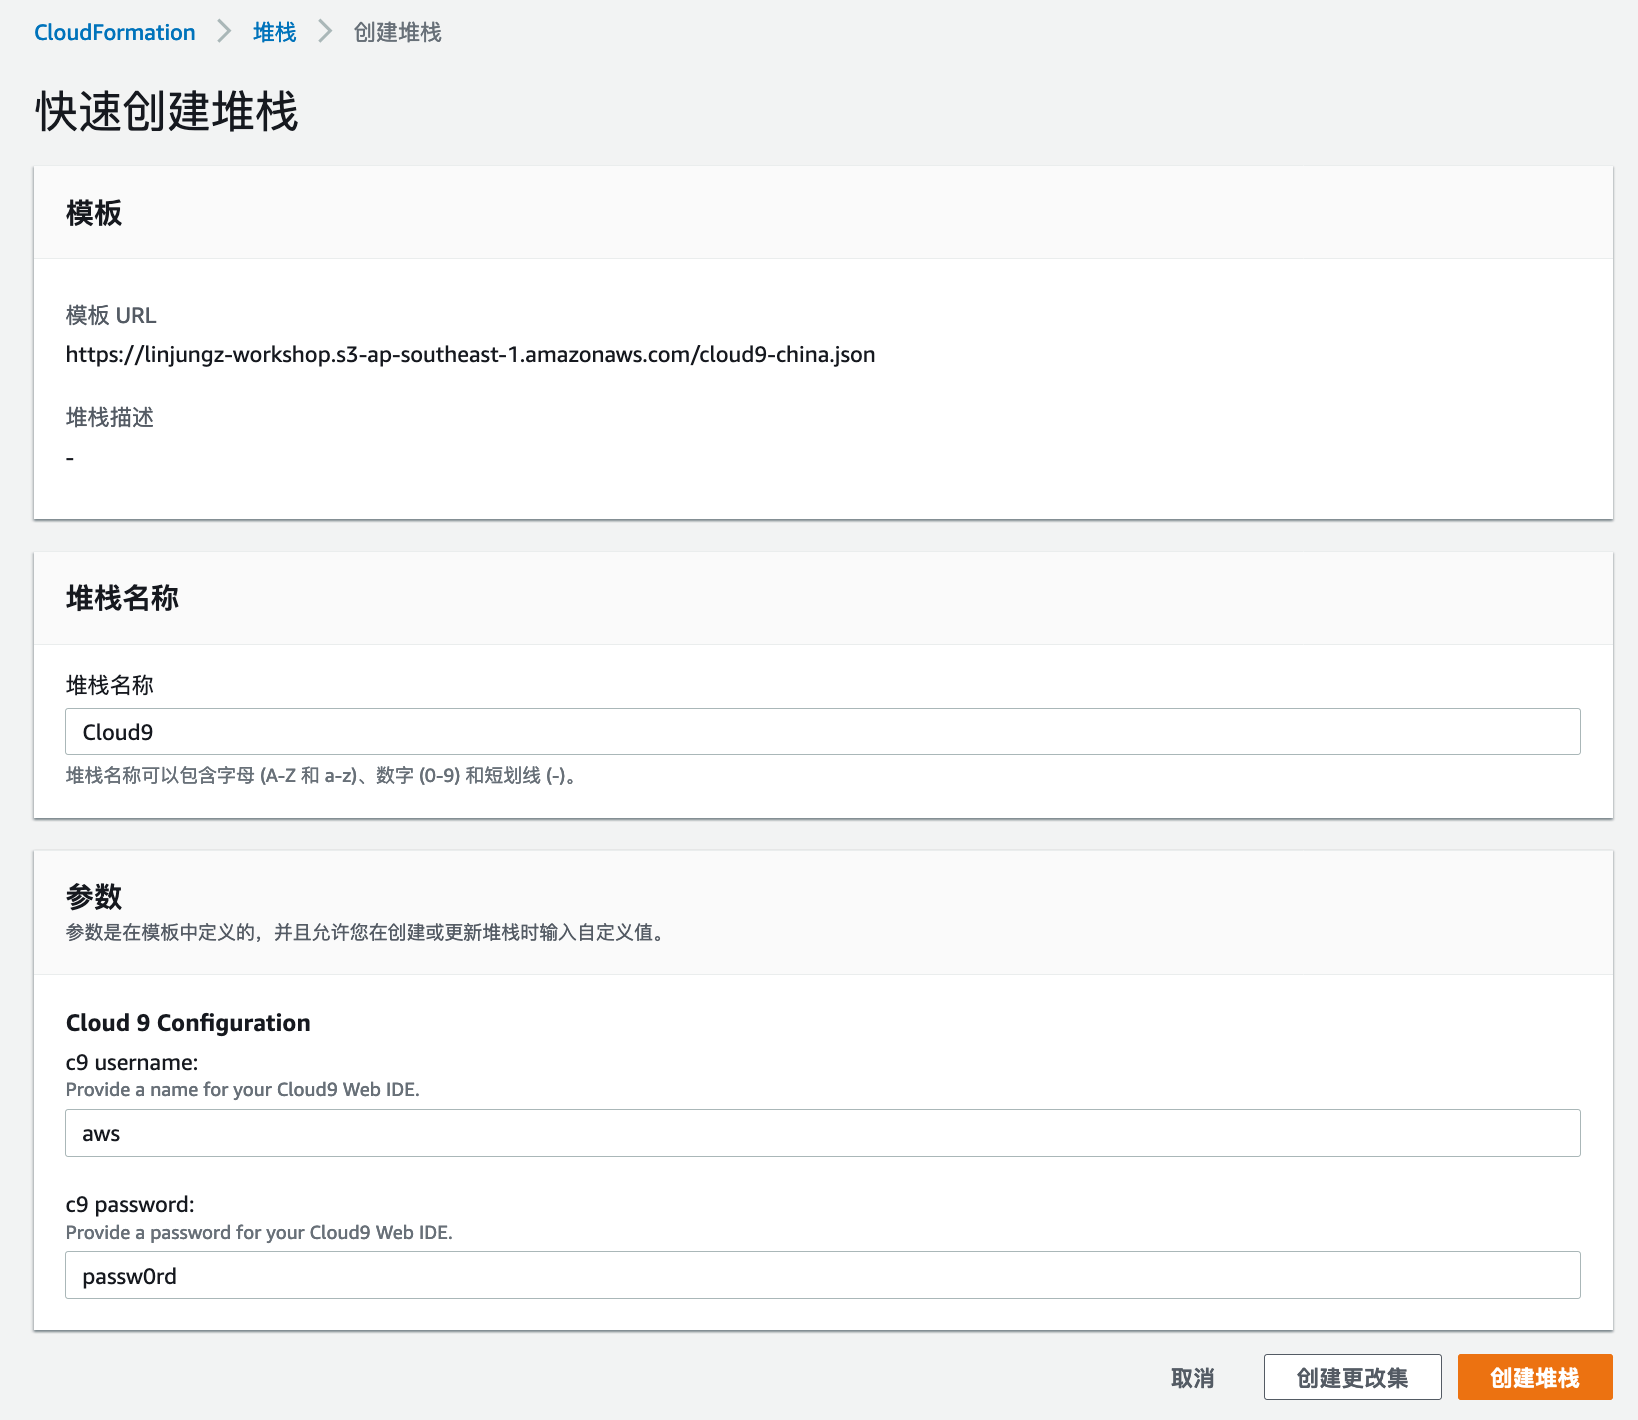 CloudFormation > 堆栈 > 创建堆栈
快速创建堆栈
模板
模板 URL
https://linjungz-workshop.s3-ap-southeast-1.amazonaws.com/cloud9-china.json
堆栈描述
-
堆栈名称
堆栈名称
Cloud9
堆栈名称可以包含字母 (A-Z 和 a-z)、数字 (0-9) 和短划线 (-)。
参数
参数是在模板中定义的，并且允许您在创建或更新堆栈时输入自定义值。
Cloud 9 Configuration
c9 username:
Provide a name for your Cloud9 Web IDE.
aws
c9 password:
Provide a password for your Cloud9 Web IDE.
passw0rd
取消 创建更改集 创建堆栈